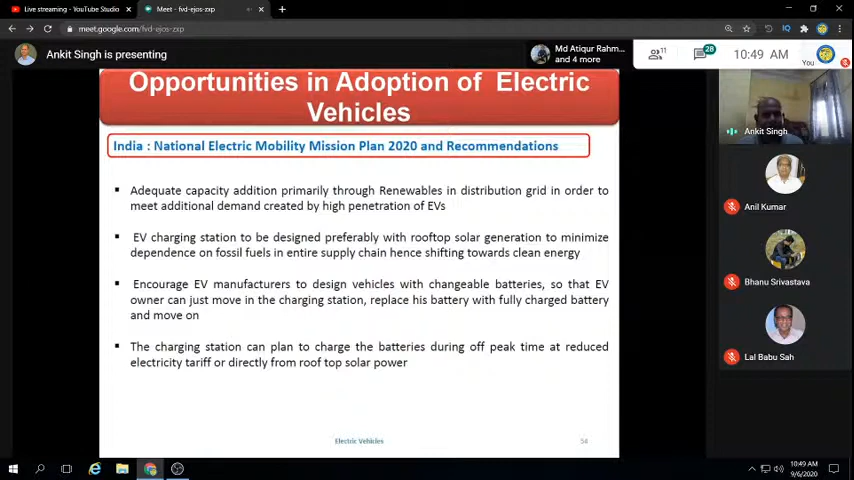 Live streaming - YouTube Studio
Meet - fvd-ejos-zxp
meet.google.com/fvd-ejos-zxp
Ankit Singh is presenting
Md Atiqur Rahm...
and 4 more
11
28
10:49 AM
You
Opportunities in Adoption of Electric
Vehicles
India : National Electric Mobility Mission Plan 2020 and Recommendations
Adequate capacity addition primarily through Renewables in distribution grid in order to
meet additional demand created by high penetration of EVs
EV charging station to be designed preferably with rooftop solar generation to minimize
dependence on fossil fuels in entire supply chain hence shifting towards clean energy
Encourage EV manufacturers to design vehicles with changeable batteries, so that EV
owner can just move in the charging station, replace his battery with fully charged battery
and move on
The charging station can plan to charge the batteries during off peak time at reduced
electricity tariff or directly from roof top solar power
Electric Vehicles
54
Ankit Singh
Anil Kumar
Bhanu Srivastava
Lal Babu Sah
10:49 AM
9/6/2020